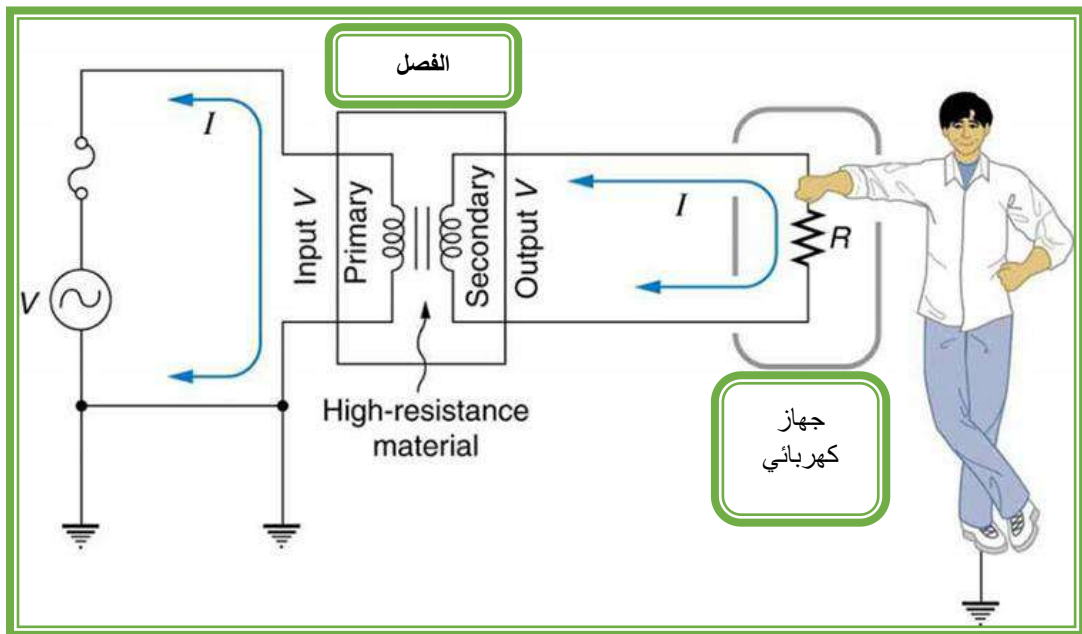 الفصل
I
Input V
Primary
Secondary
Output V
I
R
V
High-resistance
material
جهاز
كهربائي